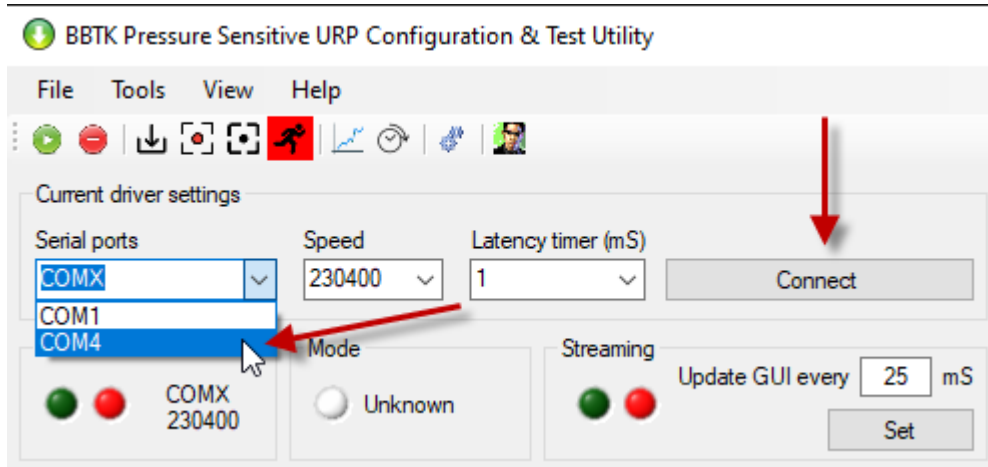 BBTK Pressure Sensitive URP Configuration & Test Utility
File Tools View Help
Current driver settings
Serial ports Speed Latency timer (mS)
COMX 230400 1 Connect
COM1
COM4
Mode Streaming
COMX
230400
Unknown
Update GUI every 25 mS
Set